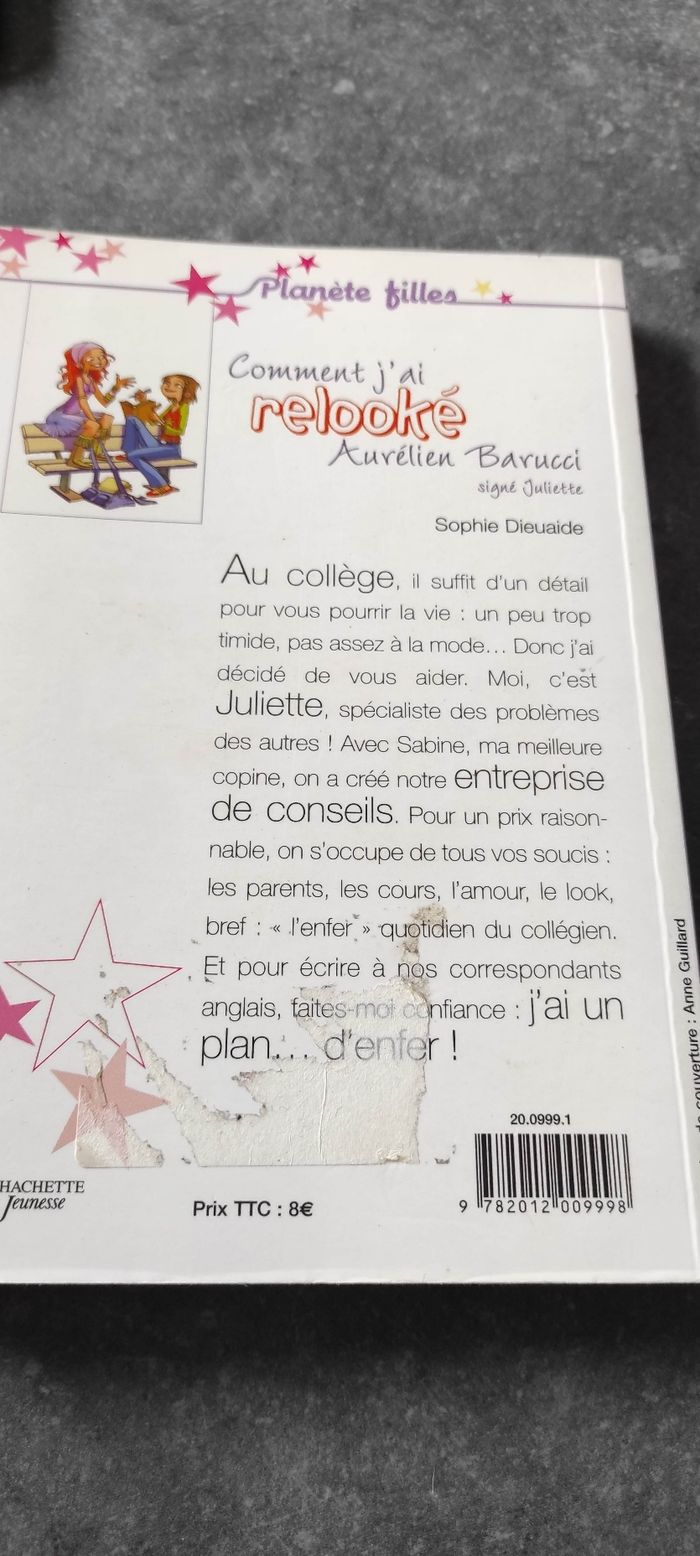 Planète filles
Comment j'ai
relooké
Aurélien Barucci
signé Juliette
Sophie Dieuaide
Au collège, il suffit d'un détail
pour vous pourrir la vie : un peu trop
timide, pas assez à la mode... Donc j'ai
décidé de vous aider. Moi, c'est
Juliette, spécialiste des problèmes
des autres ! Avec Sabine, ma meilleure
copine, on a créé notre entreprise
de conseils. Pour un prix raison-
nable, on s'occupe de tous vos soucis :
les parents, les cours, l'amour, le look,
bref : « l'enfer » quotidien du collégien.
Et pour écrire à nos correspondants
anglais, faites-moi confiance : j'ai un
plan... d'enfer !
20.0999.1
9 782012 009998
HACHETTE
Jeunesse
Prix TTC : 8€
de couverture : Anne Guillard